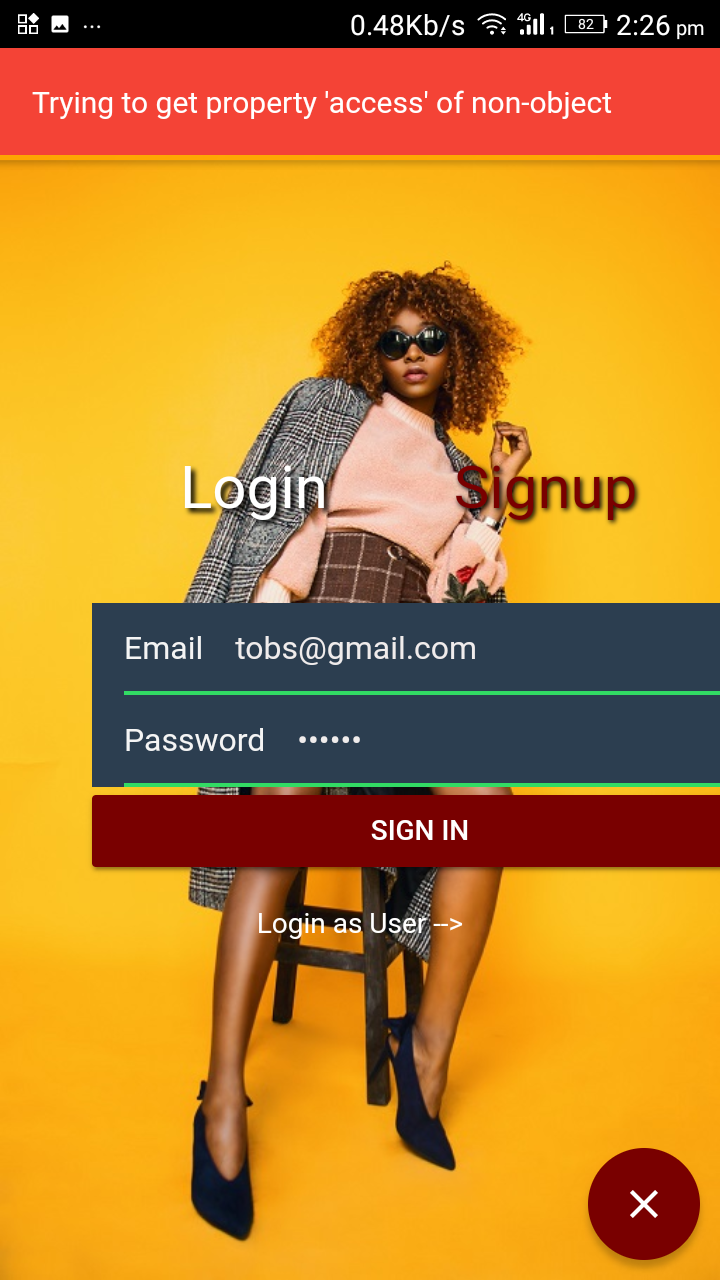 0.48Kb/s 4G 1 82 2:26 pm
Trying to get property 'access' of non-object
Login Signup
Email tobs@gmail.com
Password ••••••
SIGN IN
Login as User -->